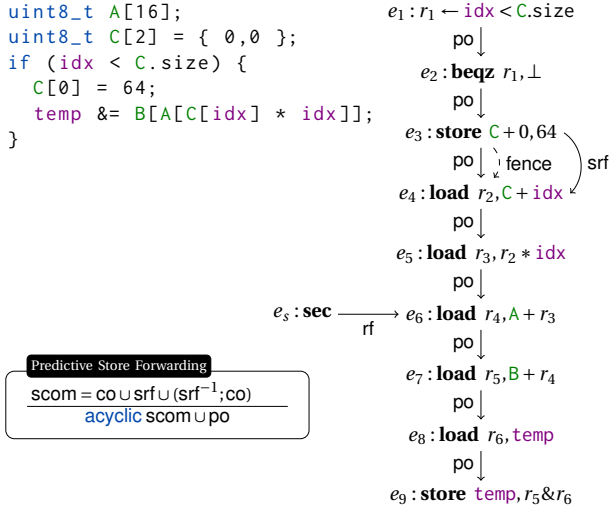 uint8_t A[16];
uint8_t C[2] = { 0,0 };
if (idx < C.size) {
  C[0] = 64;
  temp &= B[A[C[idx] * idx]];
}
e₁ : r₁ ← idx < C.size
po
e₂ : beqz r₁,⊥
po
e₃ : store C+0,64
po
fence
srf
e₄ : load r₂,C+idx
po
e₅ : load r₃,r₂ * idx
po
eₛ : sec
rf
e₆ : load r₄,A+r₃
po
e₇ : load r₅,B+r₄
po
e₈ : load r₆,temp
po
e₉ : store temp,r₅&r₆
Predictive Store Forwarding
scom = co ∪ srf ∪ (srf⁻¹;co)
acyclic scom ∪ po